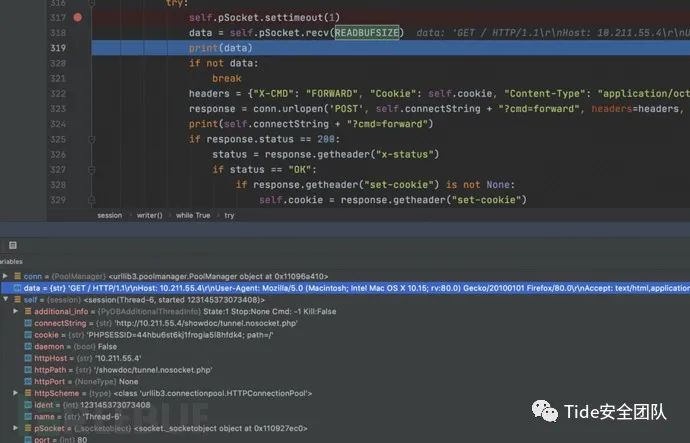 316 try:
317 self.pSocket.settimeout(1)
318 data = self.pSocket.recv(READBUFSIZE) data: 'GET / HTTP/1.1\r\nHost: 10.211.55.4\r\nU
319 print(data)
320 if not data:
321 break
322 headers = {"X-CMD": "FORWARD", "Cookie": self.cookie, "Content-Type": "application/oct
323 response = conn.urlopen('POST', self.connectString + "?cmd=forward", headers=headers,
324 print(self.connectString + "?cmd=forward")
325 if response.status == 200:
326 status = response.getheader("x-status")
327 if status == "OK":
328 if response.getheader("set-cookie") is not None:
329 self.cookie = response.getheader("set-cookie")
session › writer() › while True › try
ariables
conn = {PoolManager} <urllib3.poolmanager.PoolManager object at 0x11096a410>
data = {str} 'GET / HTTP/1.1\r\nHost: 10.211.55.4\r\nUser-Agent: Mozilla/5.0 (Macintosh; Intel Mac OS X 10.15; rv:80.0) Gecko/20100101 Firefox/80.0\r\nAccept: text/html,application
self = {session} <session(Thread-6, started 123145373073408)>
additional_info = {PyDBAdditionalThreadInfo} State:1 Stop:None Cmd: -1 Kill:False
connectString = {str} 'http://10.211.55.4/showdoc/tunnel.nosocket.php'
cookie = {str} 'PHPSESSID=44hbu6st6kj1frogia5l8hfdk4; path=/'
daemon = {bool} False
httpHost = {str} '10.211.55.4'
httpPath = {str} '/showdoc/tunnel.nosocket.php'
httpPort = {NoneType} None
httpScheme = {type} <class 'urllib3.connectionpool.HTTPConnectionPool'>
ident = {int} 123145373073408
name = {str} 'Thread-6'
pSocket = {_socketobject} <socket._socketobject object at 0x110927ec0>
port = {int} 80
Tide安全团队